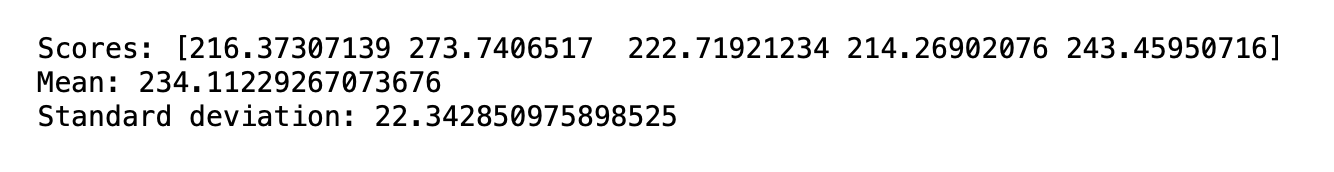 Scores: [216.37307139 273.7406517  222.71921234 214.26902076 243.45950716]
Mean: 234.11229267073676
Standard deviation: 22.342850975898525